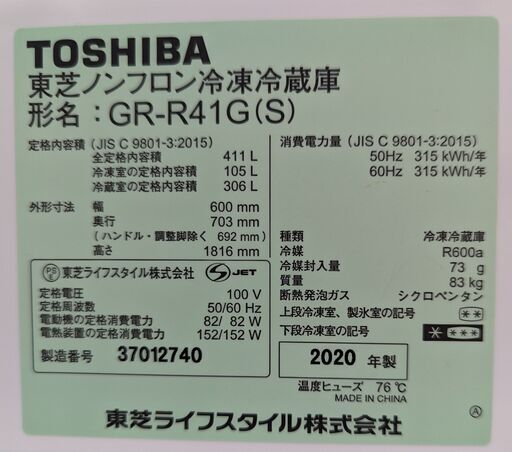 TOSHIBA
東芝ノンフロン冷凍冷蔵庫
形名：GR-R41G(S)
定格内容積 (JIS C 9801-3:2015)
全定格内容積 411 L
冷凍室の定格内容積 105 L
冷蔵室の定格内容積 306 L
外形寸法 幅 600 mm
奥行 703 mm
(ハンドル・調整脚除く 692 mm)
高さ 1816 mm
消費電力量 (JIS C 9801-3:2015)
50Hz 315 kWh/年
60Hz 315 kWh/年
種類 冷凍冷蔵庫
冷媒 R600a
冷媒封入量 73 g
質量 83 kg
断熱発泡ガス シクロペンタン
上段冷凍室、製氷室の記号 **
下段冷凍室の記号 * ***
PS E 東芝ライフスタイル株式会社 JET
定格電圧 100 V
定格周波数 50/60 Hz
電動機の定格消費電力 82/ 82 W
電熱装置の定格消費電力 152/152 W
製造番号 37012740
2020 年製
温度ヒューズ 76℃
MADE IN CHINA
東芝ライフスタイル株式会社
Ⓐ